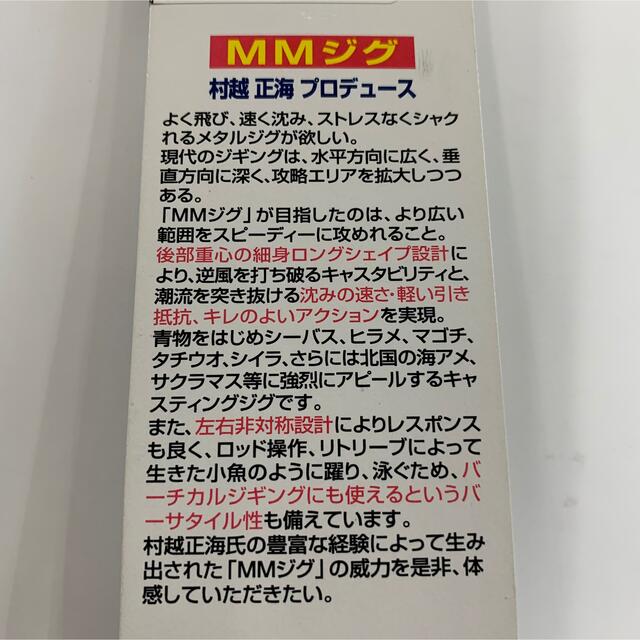 MMジグ
村越 正海 プロデュース
よく飛び、速く沈み、ストレスなくシャク
れるメタルジグが欲しい。
現代のジギングは、水平方向に広く、垂
直方向に深く、攻略エリアを拡大しつつ
ある。
「MMジグ」が目指したのは、より広い
範囲をスピーディーに攻めれること。
後部重心の細身ロングシェイプ設計に
より、逆風を打ち破るキャスタビリティと、
潮流を突き抜ける沈みの速さ・軽い引き
抵抗、キレのよいアクションを実現。
青物をはじめシーバス、ヒラメ、マゴチ、
タチウオ、シイラ、さらには北国の海アメ、
サクラマス等に強烈にアピールするキャ
スティングジグです。
また、左右非対称設計によりレスポンス
も良く、ロッド操作、リトリーブによって
生きた小魚のように躍り、泳ぐため、バ
ーチカルジギングにも使えるというバ
ーサタイル性も備えています。
村越正海氏の豊富な経験によって生み
出された「MMジグ」の威力を是非、体
感していただきたい。